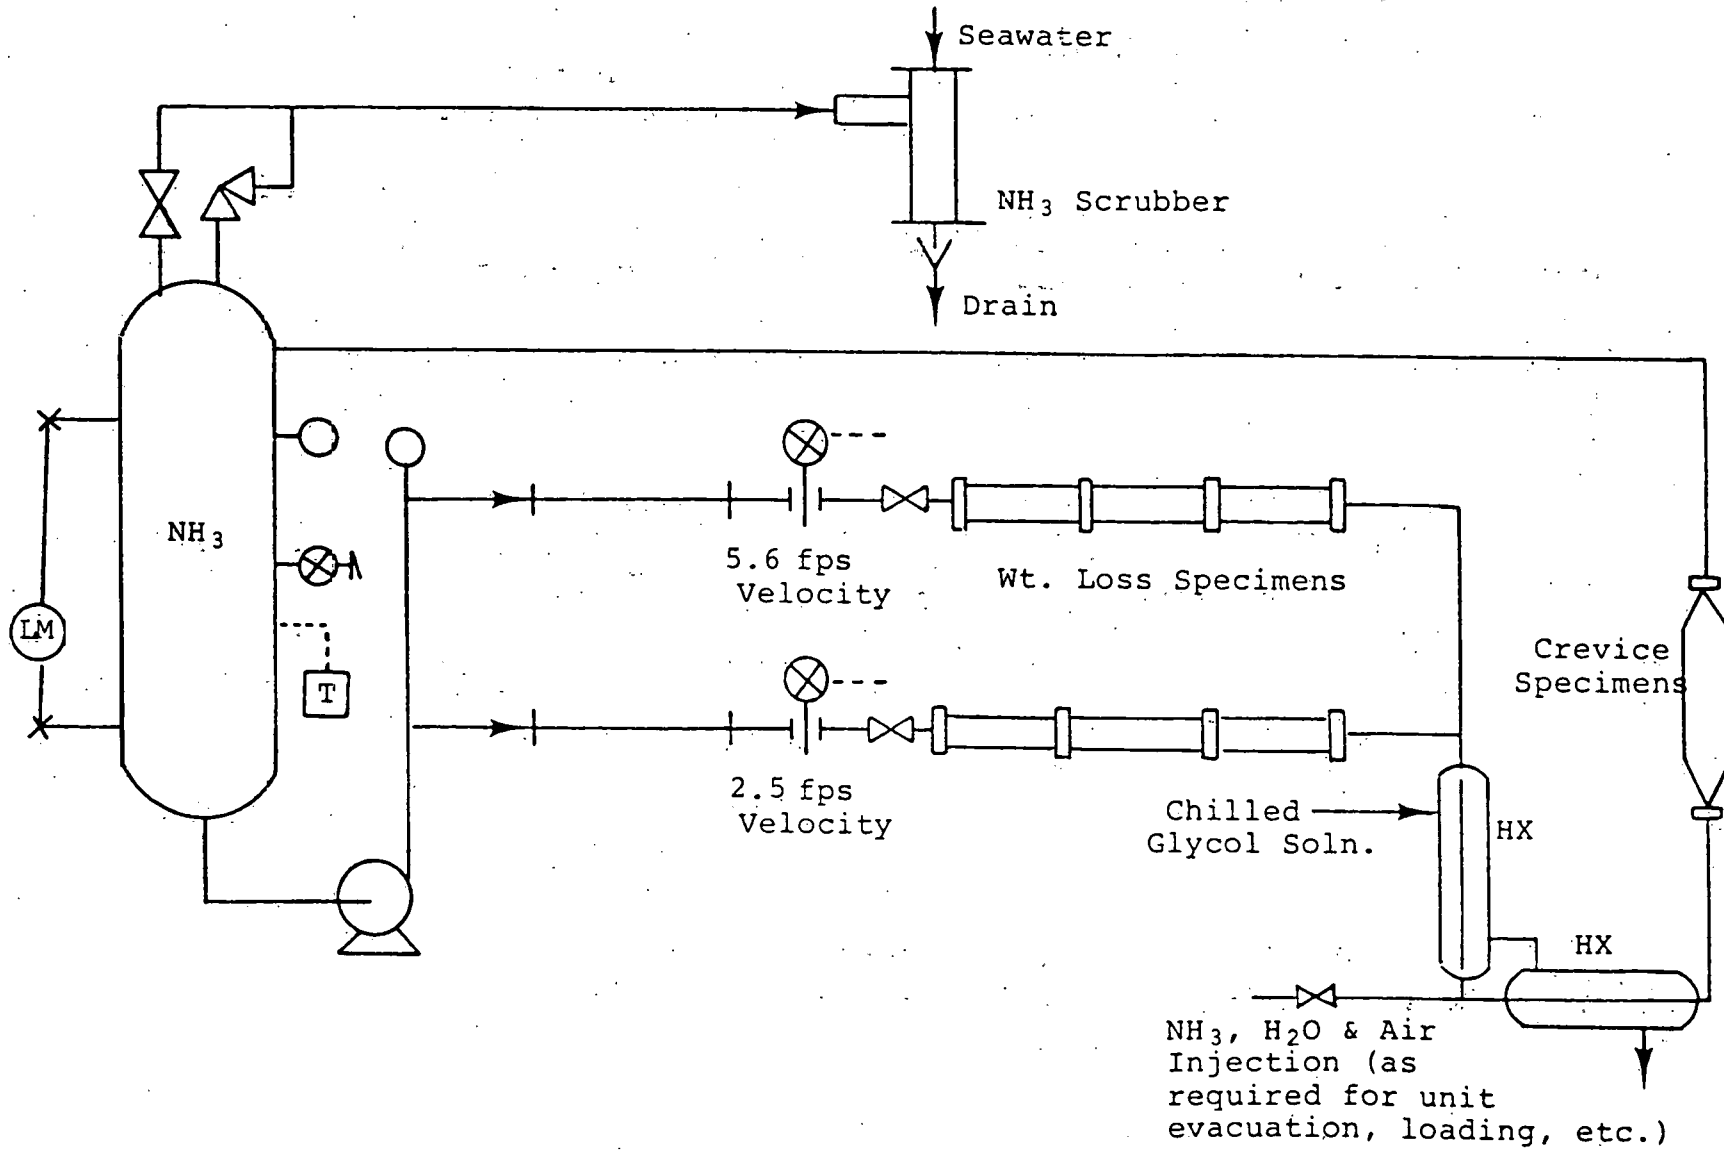 Seawater
NH₃ Scrubber
Drain
NH₃
LM
T
5.6 fps
Velocity
Wt. Loss Specimens
Crevice
Specimens
2.5 fps
Velocity
Chilled
Glycol Soln.
HX
HX
NH₃, H₂O & Air
Injection (as
required for unit
evacuation, loading, etc.)